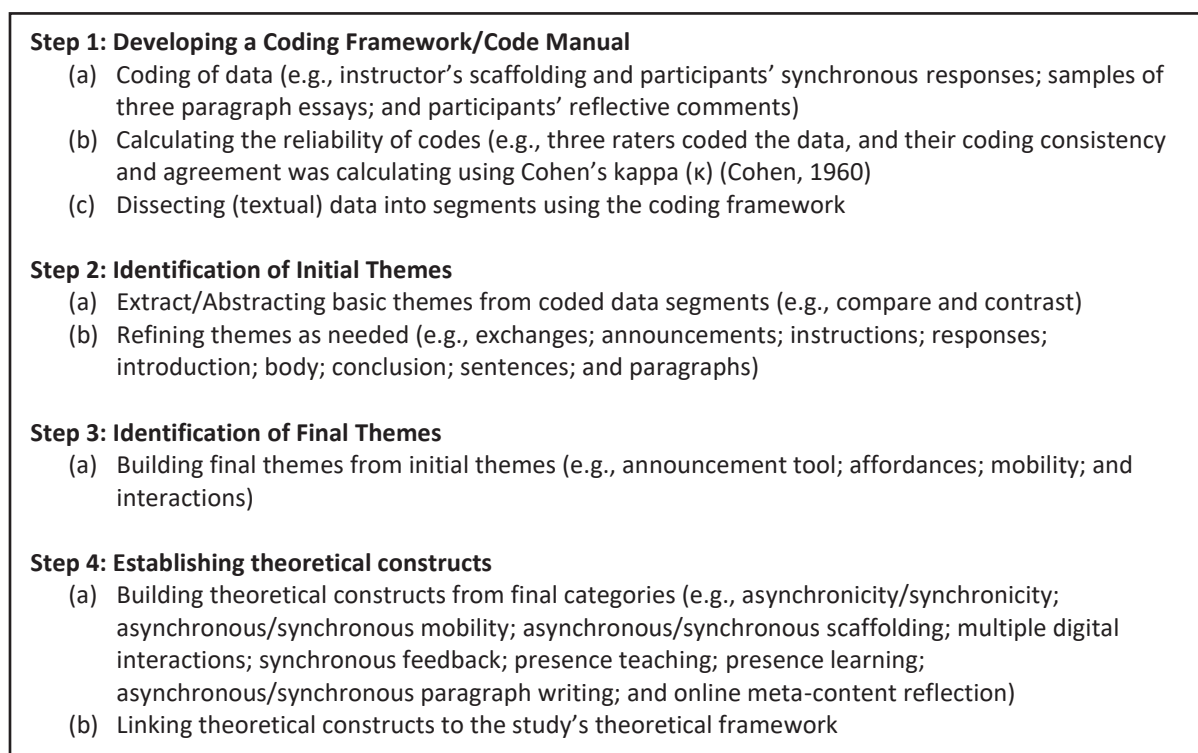 Step 1: Developing a Coding Framework/Code Manual
(a) Coding of data (e.g., instructor’s scaffolding and participants’ synchronous responses; samples of
three paragraph essays; and participants’ reflective comments)
(b) Calculating the reliability of codes (e.g., three raters coded the data, and their coding consistency
and agreement was calculating using Cohen’s kappa (κ) (Cohen, 1960)
(c) Dissecting (textual) data into segments using the coding framework
Step 2: Identification of Initial Themes
(a) Extract/Abstracting basic themes from coded data segments (e.g., compare and contrast)
(b) Refining themes as needed (e.g., exchanges; announcements; instructions; responses;
introduction; body; conclusion; sentences; and paragraphs)
Step 3: Identification of Final Themes
(a) Building final themes from initial themes (e.g., announcement tool; affordances; mobility; and
interactions)
Step 4: Establishing theoretical constructs
(a) Building theoretical constructs from final categories (e.g., asynchronicity/synchronicity;
asynchronous/synchronous mobility; asynchronous/synchronous scaffolding; multiple digital
interactions; synchronous feedback; presence teaching; presence learning;
asynchronous/synchronous paragraph writing; and online meta-content reflection)
(b) Linking theoretical constructs to the study’s theoretical framework